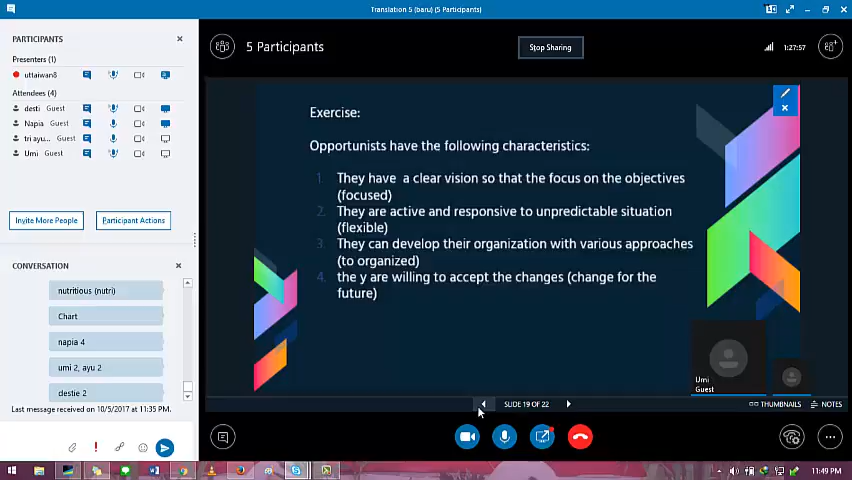 Translation 5 (baru) (5 Participants)
PARTICIPANTS
Presenters (1)
uttaiwan8
Attendees (4)
desti Guest
Napia Guest
tri ayu... Guest
Umi Guest
Invite More People
Participant Actions
CONVERSATION
nutritious (nutri)
Chart
napia 4
umi 2, ayu 2
destie 2
Last message received on 10/5/2017 at 11:35 PM.
5 Participants
Stop Sharing
1:27:57
Exercise:
Opportunists have the following characteristics:
1. They have a clear vision so that the focus on the objectives
(focused)
2. They are active and responsive to unpredictable situation
(flexible)
3. They can develop their organization with various approaches
(to organized)
4. the y are willing to accept the changes (change for the
future)
Umi
Guest
SLIDE 19 OF 22
THUMBNAILS
NOTES
11:49 PM